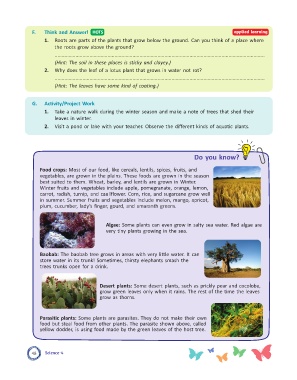 F. Think and Answer! HOTS applied learning
1. Roots are parts of the plants that grow below the ground. Can you think of a place where
the roots grow above the ground?
(Hint: The soil in these places is sticky and clayey.)
2. Why does the leaf of a lotus plant that grows in water not rot?
(Hint: The leaves have some kind of coating.)
G. Activity/Project Work
1. Take a nature walk during the winter season and make a note of trees that shed their
leaves in winter.
2. Visit a pond or lake with your teacher. Observe the different kinds of aquatic plants.
Do you know?
Food crops: Most of our food, like cereals, lentils, spices, fruits, and
vegetables, are grown in the plains. These foods are grown in the season
best suited to them. Wheat, barley, and lentils are grown in Winter.
Winter fruits and vegetables include apple, pomegranate, orange, lemon,
carrot, radish, turnip, and cauliflower. Corn, rice, and sugarcane grow well
in summer. Summer fruits and vegetables include melon, mango, apricot,
plum, cucumber, lady's finger, gourd, and amaranth greens.
Algae: Some plants can even grow in salty sea water. Red algae are
very tiny plants growing in the sea.
Baobab: The baobab tree grows in areas with very little water. It can
store water in its trunk! Sometimes, thirsty elephants smash the
trees trunks open for a drink.
Desert plants: Some desert plants, such as prickly pear and cocoloba,
grow green leaves only when it rains. The rest of the time the leaves
grow as thorns.
Parasitic plants: Some plants are parasites. They do not make their own
food but steal food from other plants. The parasite shown above, called
yellow dodder, is using food made by the green leaves of the host tree.
Science 4